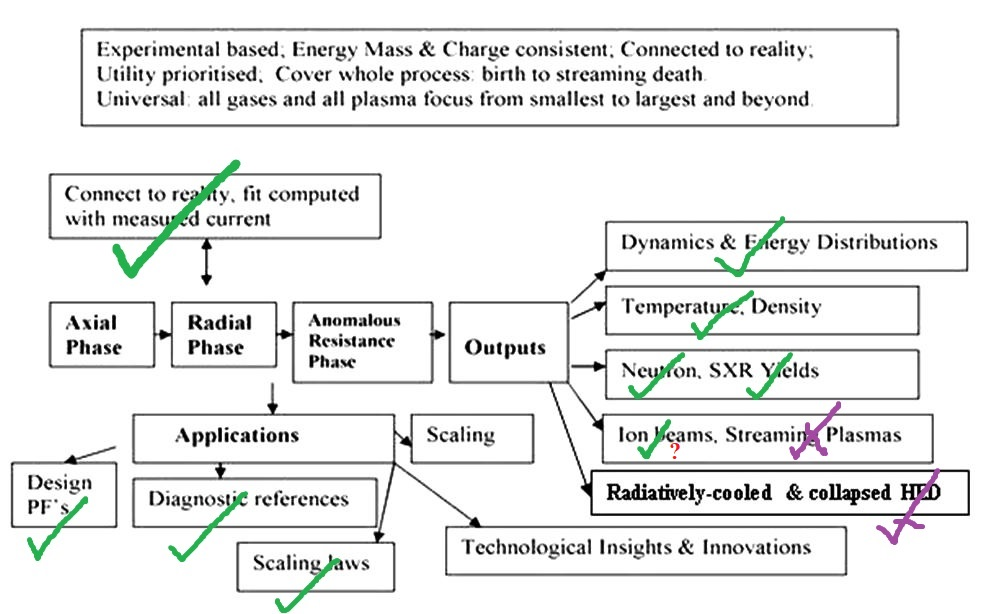 Experimental based; Energy Mass & Charge consistent; Connected to reality;
Utility prioritised; Cover whole process: birth to streaming death.
Universal: all gases and all plasma focus from smallest to largest and beyond.
Connect to reality, fit computed
with measured current
Axial
Phase
Radial
Phase
Anomalous
Resistance
Phase
Outputs
Dynamics & Energy Distributions
Temperature, Density
Neutron, SXR Yields
Ion beams, Streaming Plasmas
?
Radiatively-cooled & collapsed HED
Applications
Scaling
Design
PF's
Diagnostic references
Scaling laws
Technological Insights & Innovations